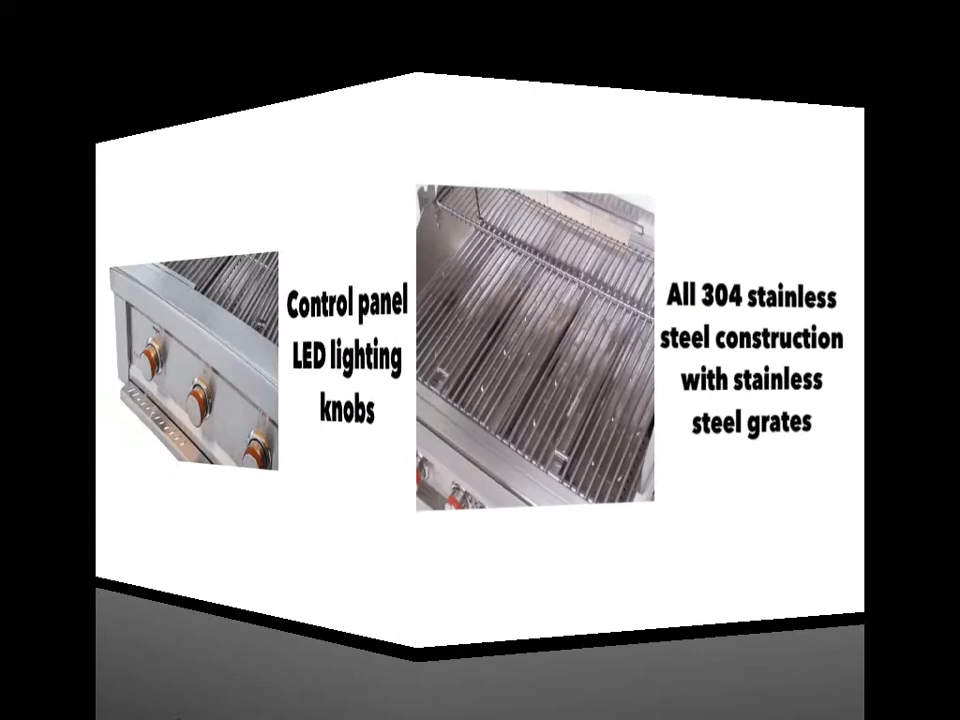 Control panel
LED lighting
knobs
All 304 stainless
steel construction
with stainless
steel grates